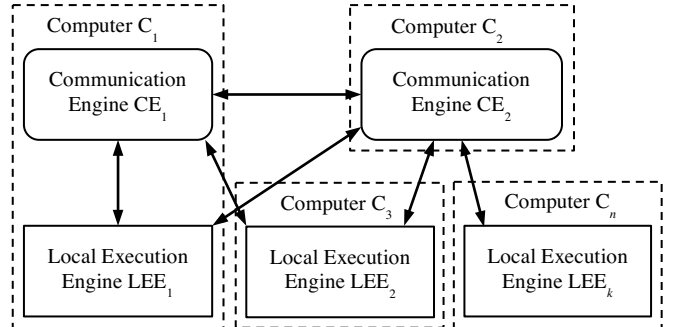 Computer C1
Computer C2
Communication
Engine CE1
Communication
Engine CE2
Computer C3
Computer Cn
Local Execution
Engine LEE1
Local Execution
Engine LEE2
Local Execution
Engine LEEk